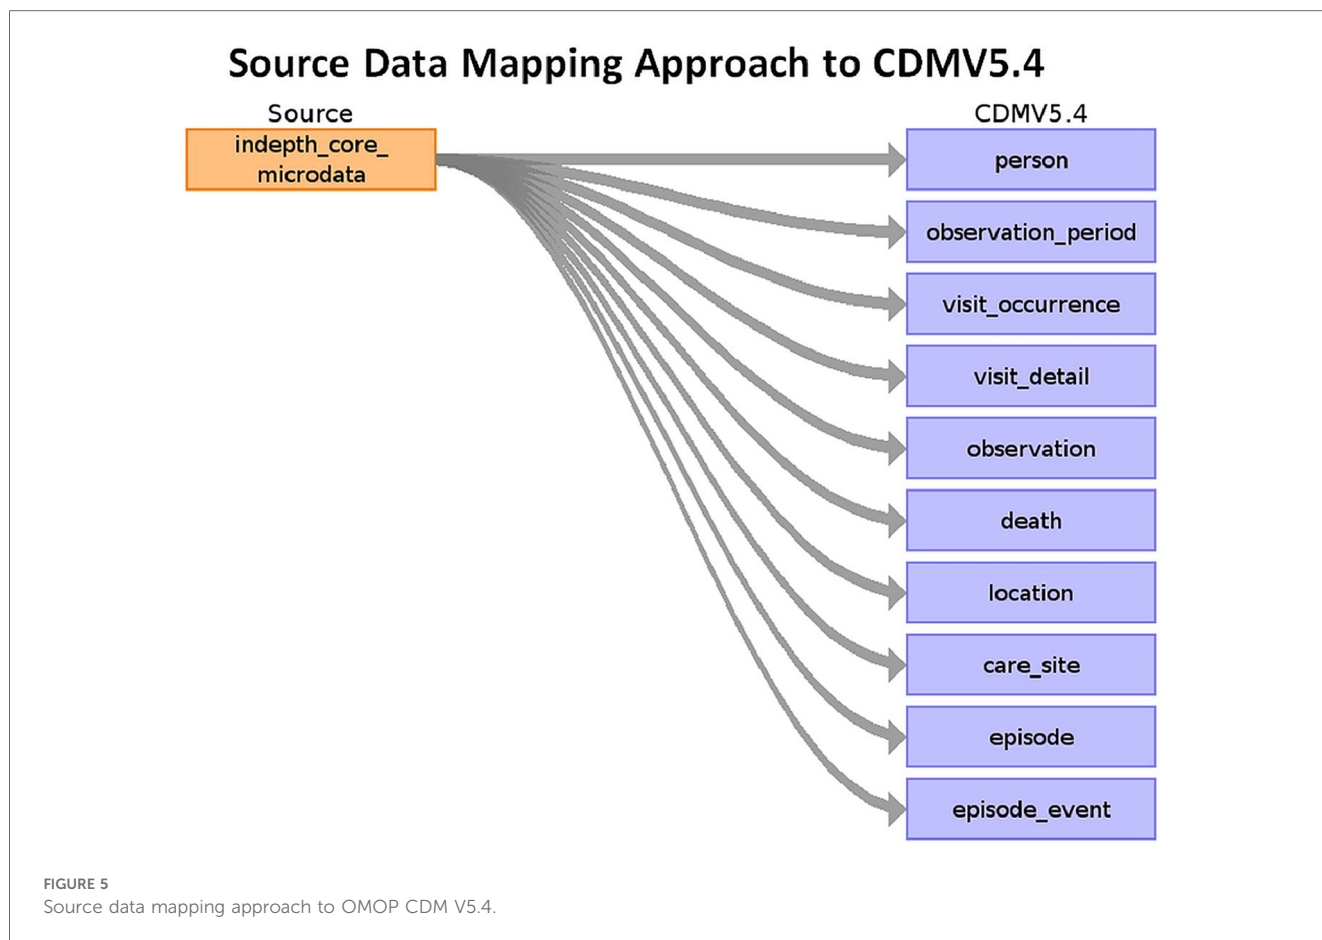 Source Data Mapping Approach to CDMV5.4
Source
CDMV5.4
indepth_core_
microdata
person
observation_period
visit_occurrence
visit_detail
observation
death
location
care_site
episode
episode_event
FIGURE 5
Source data mapping approach to OMOP CDM V5.4.